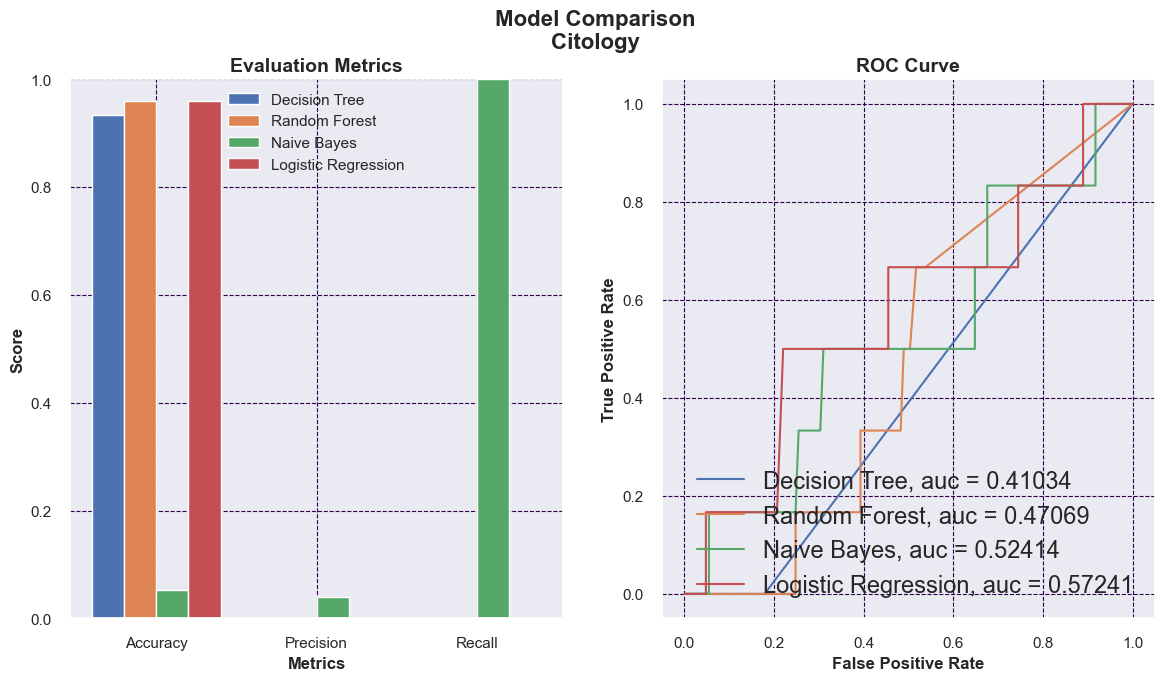 Model Comparison
Citology
Evaluation Metrics
1.0
0.8
0.6
0.4
0.2
0.0
Score
Decision Tree
Random Forest
Naive Bayes
Logistic Regression
Accuracy
Precision
Recall
Metrics
ROC Curve
1.0
0.8
0.6
0.4
0.2
0.0
True Positive Rate
Decision Tree, auc = 0.41034
Random Forest, auc = 0.47069
Naive Bayes, auc = 0.52414
Logistic Regression, auc = 0.57241
0.0
0.2
0.4
0.6
0.8
1.0
False Positive Rate